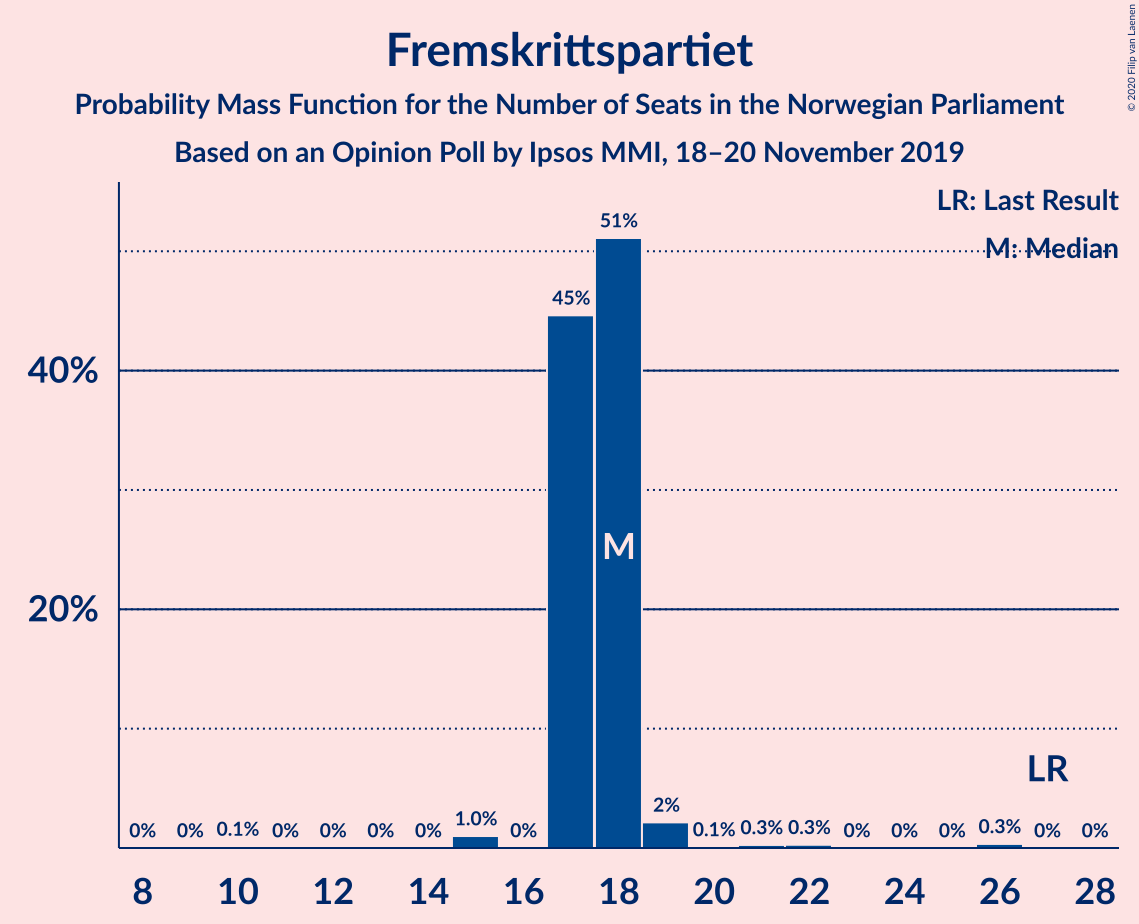 Fremskrittspartiet
Probability Mass Function for the Number of Seats in the Norwegian Parliament
Based on an Opinion Poll by Ipsos MMI, 18–20 November 2019
© 2020 Filip van Laenen
LR: Last Result
M: Median
51%
45%
40%
M
20%
LR
0% 0% 0.1% 0% 0% 0% 0% 1.0% 0% 2% 0.1% 0.3% 0.3% 0% 0% 0% 0.3% 0% 0%
8 10 12 14 16 18 20 22 24 26 28